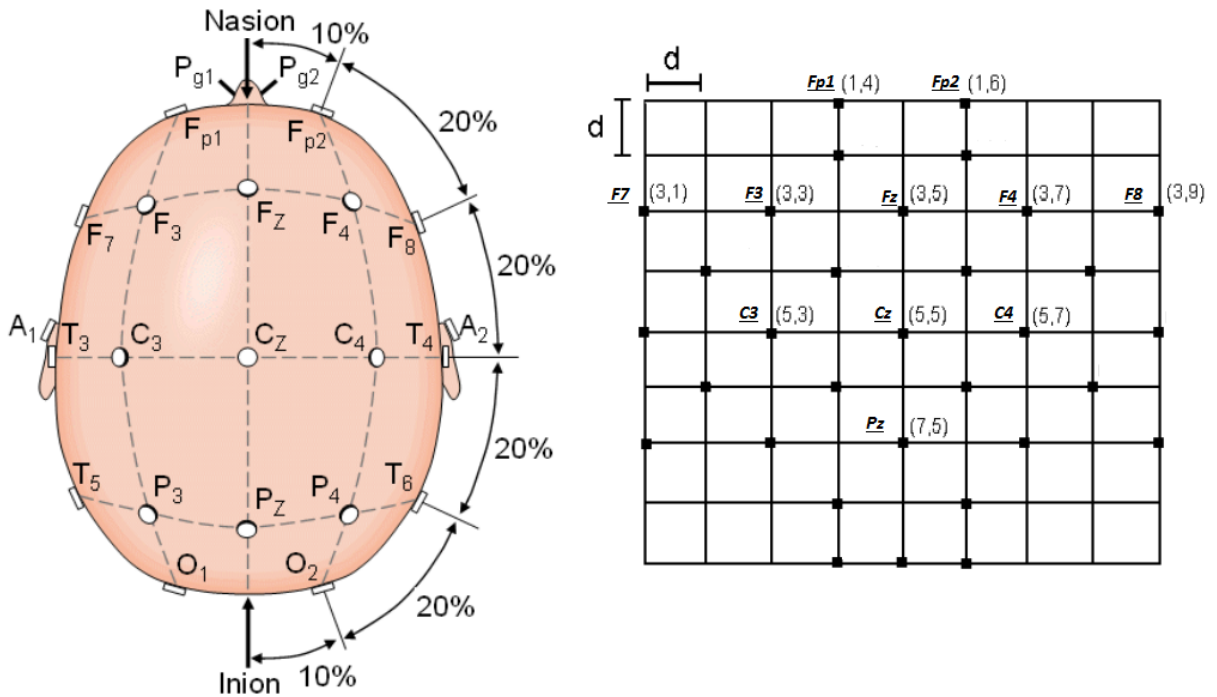 Nasion
10%
Pg1 Pg2
Fp1 Fp2
20%
F7 F3 FZ F4 F8
20%
A1 T3 C3 CZ C4 T4 A2
20%
T5 P3 PZ P4 T6
O1 O2
20%
10%
Inion
d
d
Fp1 (1,4) Fp2 (1,6)
F7 (3,1) F3 (3,3) Fz (3,5) F4 (3,7) F8 (3,9)
C3 (5,3) Cz (5,5) C4 (5,7)
Pz (7,5)